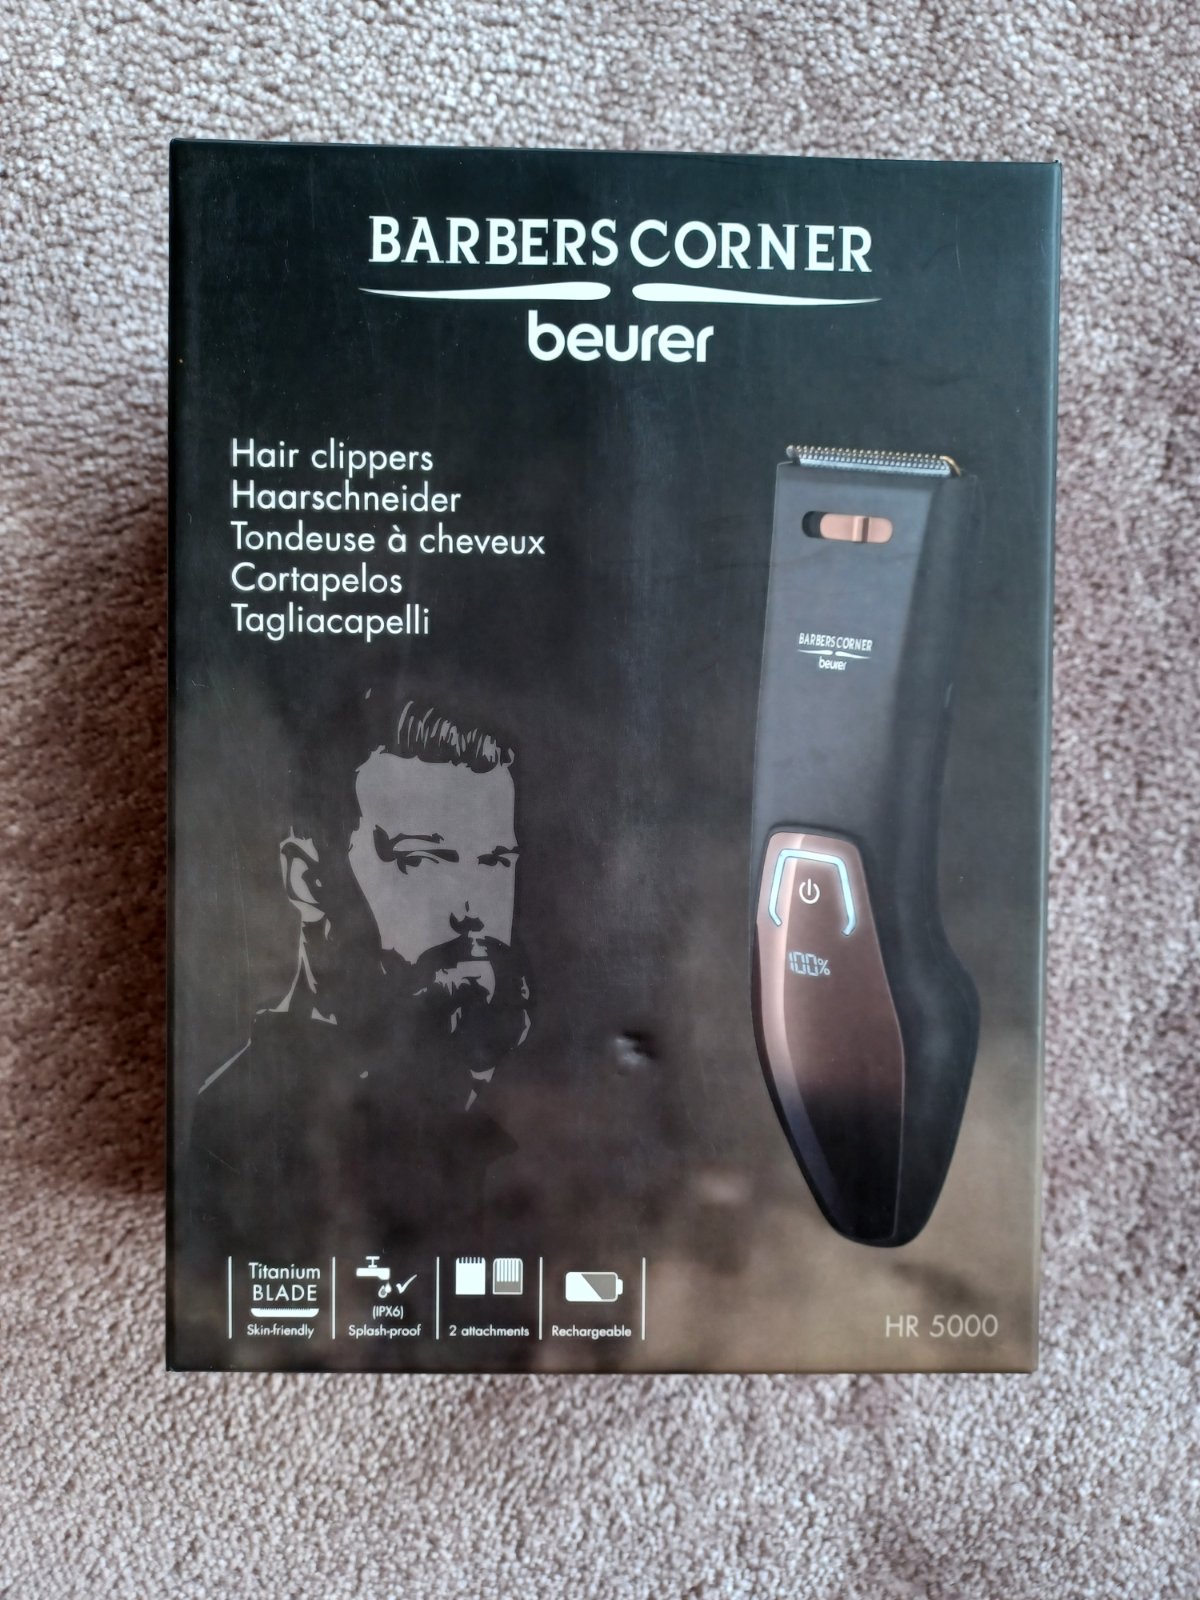 BARBERS CORNER
beurer
Hair clippers
Haarschneider
Tondeuse à cheveux
Cortapelos
Tagliacapelli
BARBERS CORNER
beurer
100%
Titanium
BLADE
Skin-friendly
(IPX6)
Splash-proof
2 attachments
Rechargeable
HR 5000